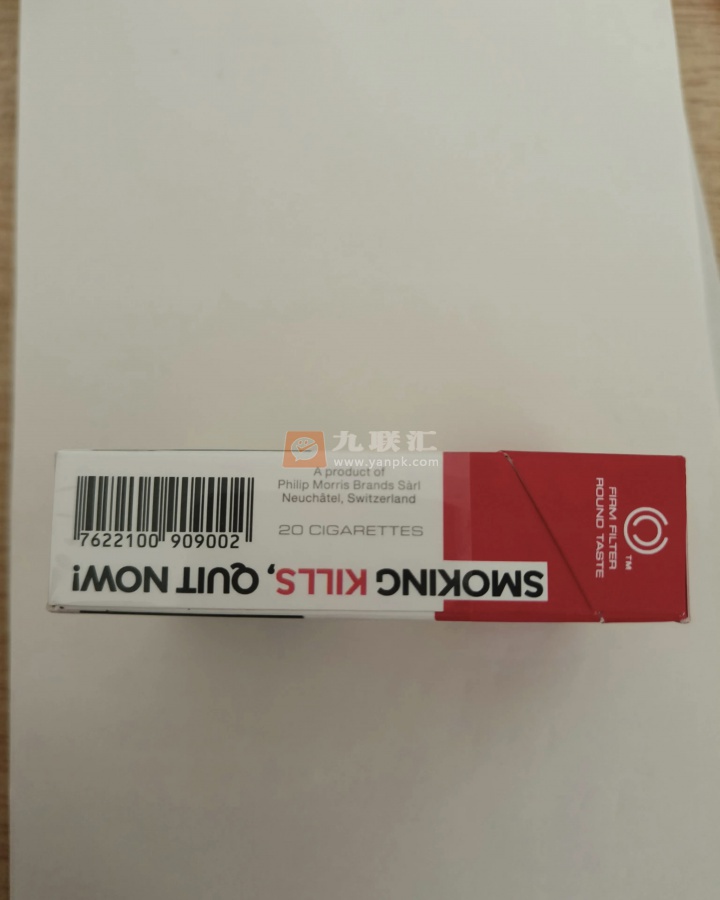 九联汇
www.yanpk.com
A product of
Philip Morris Brands Sàrl
Neuchâtel, Switzerland
20 CIGARETTES
7622100 909002
SMOKING KILLS, QUIT NOW!
FIRM FILTER
ROUND TASTE
TM